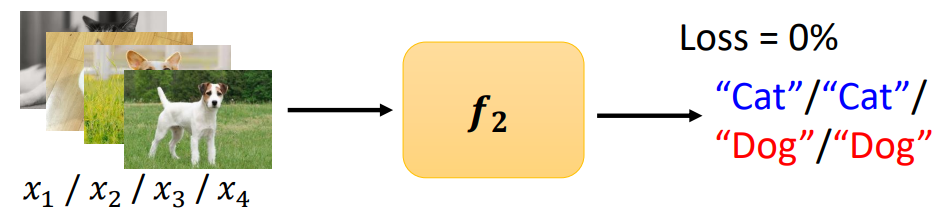 Loss = 0%
f₂
"Cat"/"Cat"/
"Dog"/"Dog"
x₁ / x₂ / x₃ / x₄